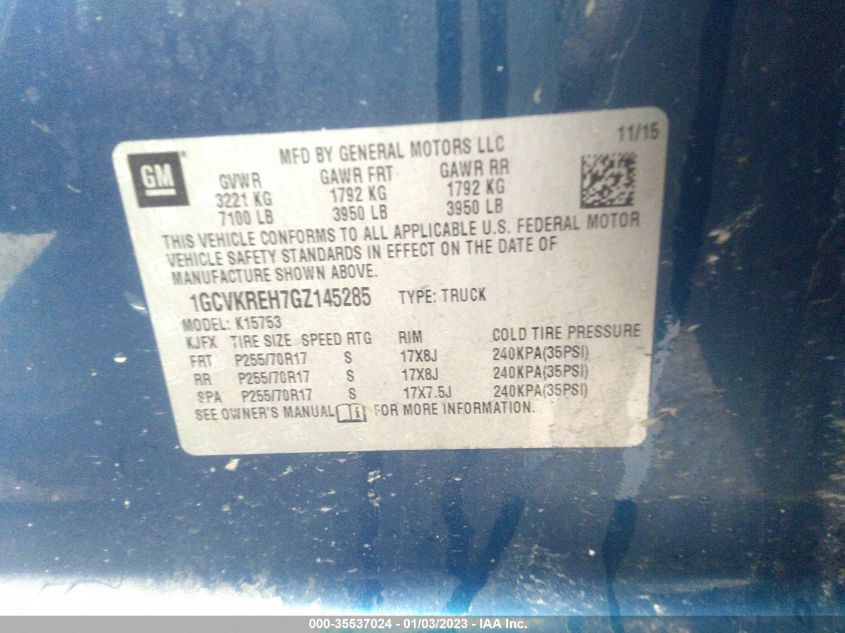 GM
MFD BY GENERAL MOTORS LLC
11/15
GVWR GAWR FRT GAWR RR
3221 KG 1792 KG 1792 KG
7100 LB 3950 LB 3950 LB
THIS VEHICLE CONFORMS TO ALL APPLICABLE U.S. FEDERAL MOTOR
VEHICLE SAFETY STANDARDS IN EFFECT ON THE DATE OF
MANUFACTURE SHOWN ABOVE.
1GCVKREH7GZ145285 TYPE: TRUCK
MODEL: K15753
KJFX TIRE SIZE SPEED RTG RIM COLD TIRE PRESSURE
FRT P255/70R17 S 17X8J 240KPA(35PSI)
RR P255/70R17 S 17X8J 240KPA(35PSI)
SPA P255/70R17 S 17X7.5J 240KPA(35PSI)
SEE OWNER'S MANUAL FOR MORE INFORMATION.
000-35537024 - 01/03/2023 - IAA Inc.